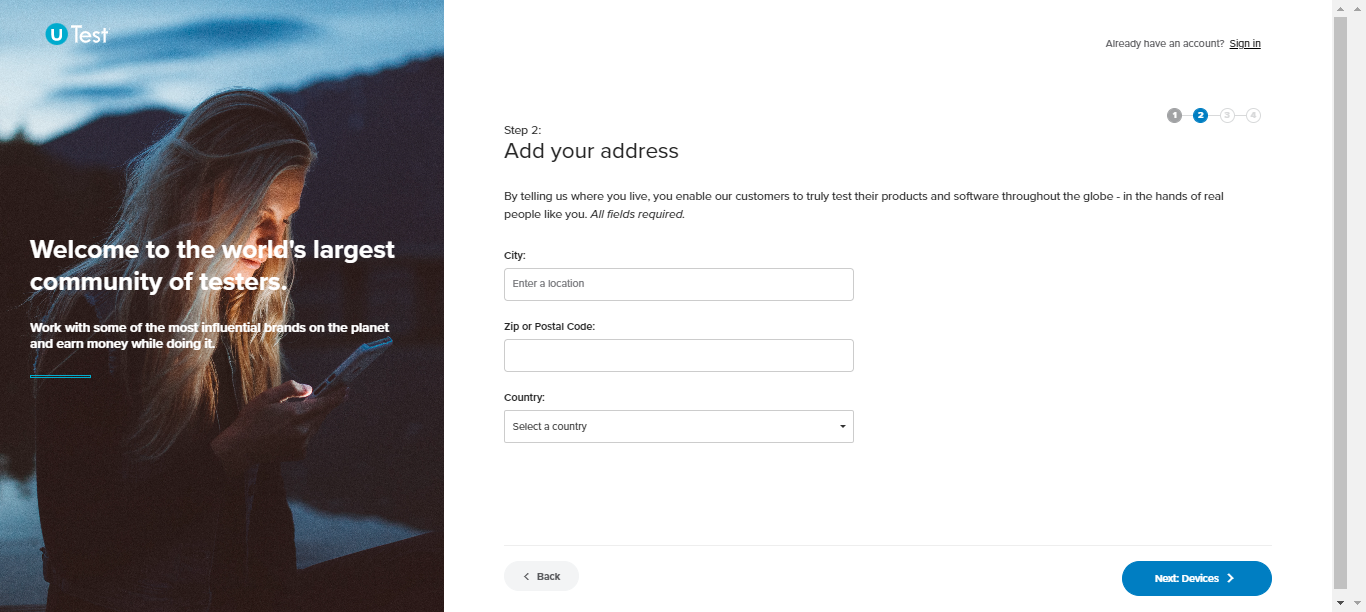 U Test
Already have an account? Sign in
1 2 3 4
Step 2:
Add your address
By telling us where you live, you enable our customers to truly test their products and software throughout the globe - in the hands of real
people like you. All fields required.
City:
Enter a location
Zip or Postal Code:
Country:
Select a country
Welcome to the world's largest
community of testers.
Work with some of the most influential brands on the planet
and earn money while doing it.
Back
Next: Devices